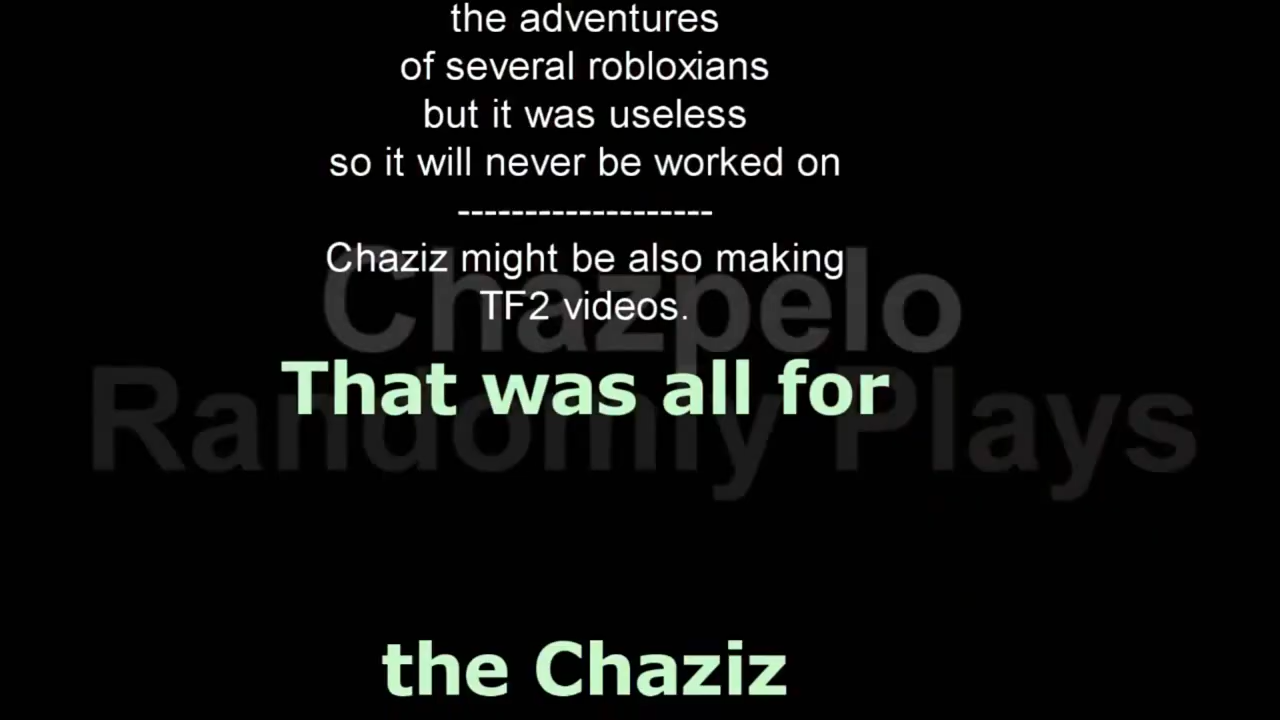 the adventures
of several robloxians
but it was useless
so it will never be worked on
-------------------
Chaziz might be also making
TF2 videos.
Chazpelo
Randomly Plays
That was all for
the Chaziz